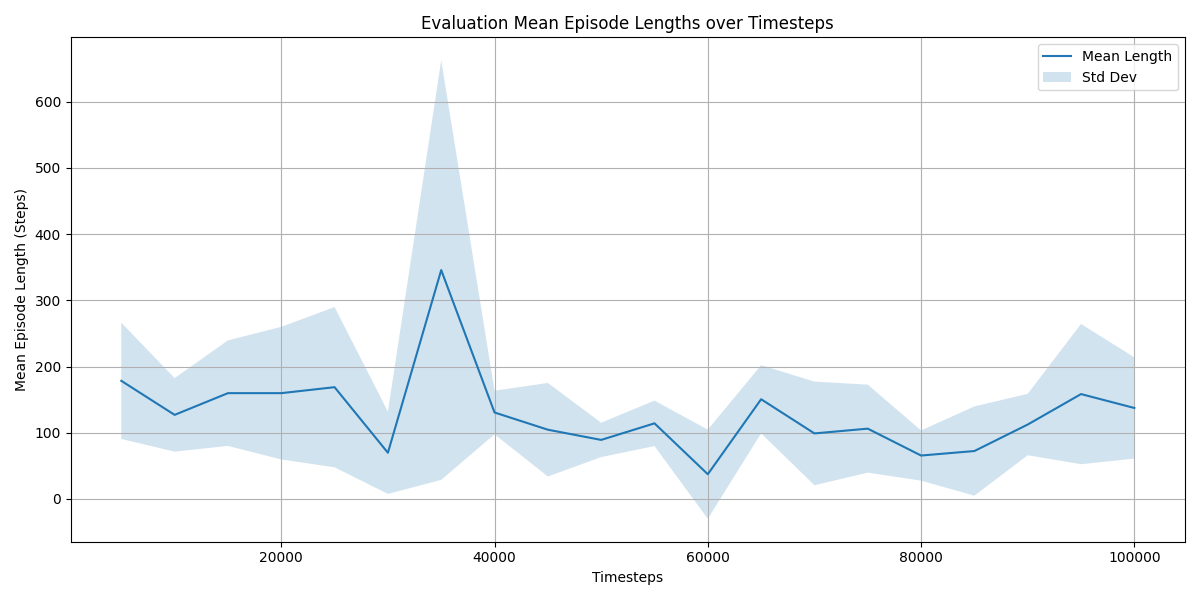 Evaluation Mean Episode Lengths over Timesteps
Mean Length
Std Dev
Mean Episode Length (Steps)
600
500
400
300
200
100
0
20000
40000
60000
80000
100000
Timesteps